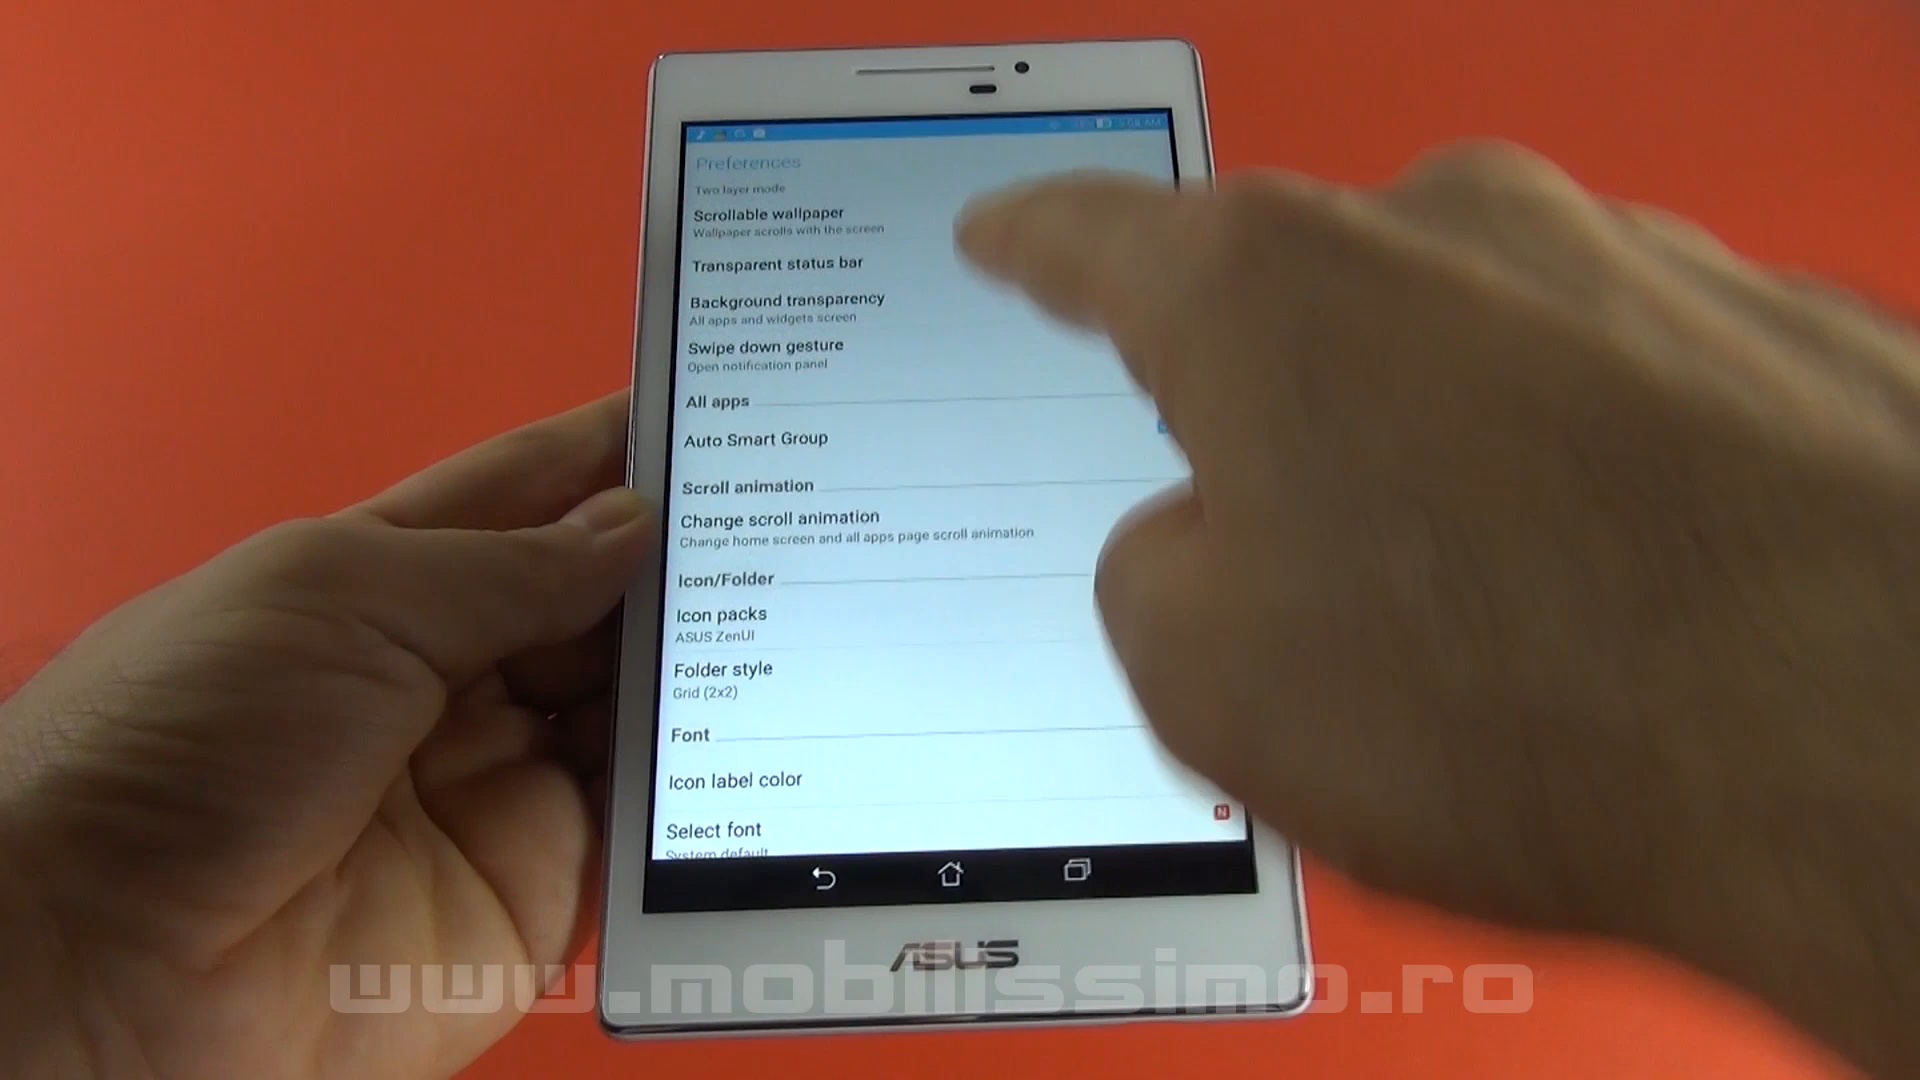 Preferences
Two layer mode
Scrollable wallpaper
Wallpaper scrolls with the screen
Transparent status bar
Background transparency
All apps and widgets screen
Swipe down gesture
Open notification panel
All apps
Auto Smart Group
Scroll animation
Change scroll animation
Change home screen and all apps page scroll animation
Icon/Folder
Icon packs
ASUS ZenUI
Folder style
Grid (2x2)
Font
Icon label color
Select font
N
System default
ASUS
www.mobilissimo.ro